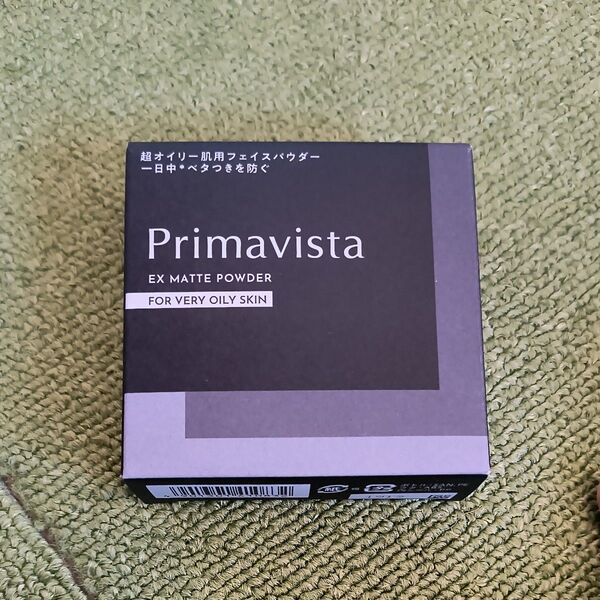 超オイリー肌用フェイスパウダー
一日中*ベタつきを防ぐ
Primavista
EX MATTE POWDER
FOR VERY OILY SKIN